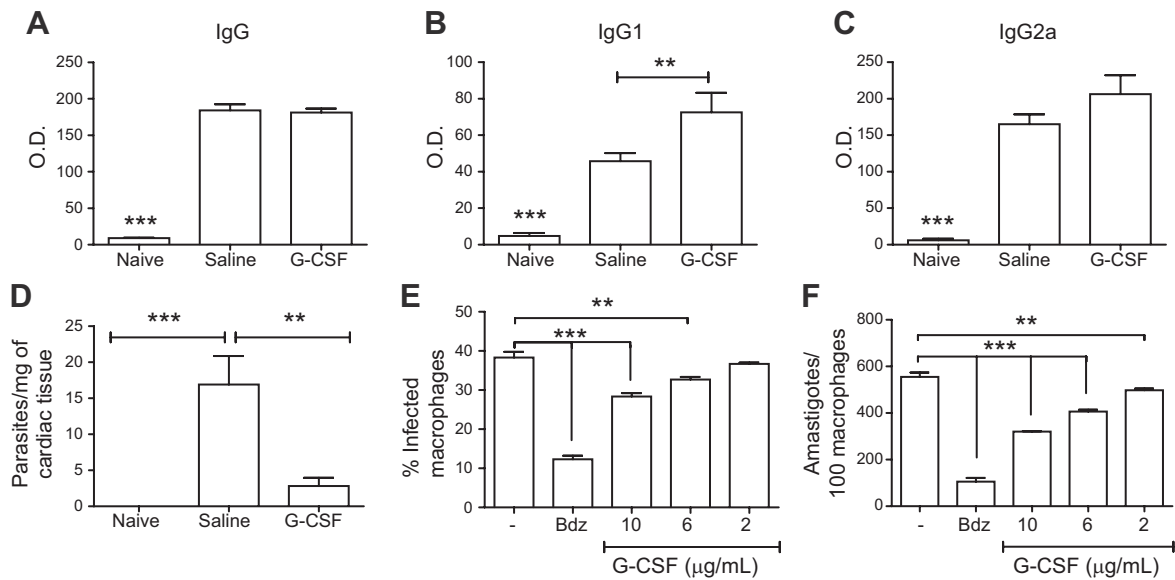 A
IgG
O.D.
250
200
150
100
50
0
***
Naive
Saline
G-CSF
B
IgG1
O.D.
100
80
60
40
20
0
***
**
Naive
Saline
G-CSF
C
IgG2a
O.D.
250
200
150
100
50
0
***
Naive
Saline
G-CSF
D
Parasites/mg of
cardiac tissue
25
20
15
10
5
0
***
**
Naive
Saline
G-CSF
E
% Infected
macrophages
50
40
30
20
10
0
**
***
-
Bdz
10
6
2
G-CSF (μg/mL)
F
Amastigotes/
100 macrophages
800
600
400
200
0
**
***
-
Bdz
10
6
2
G-CSF (μg/mL)